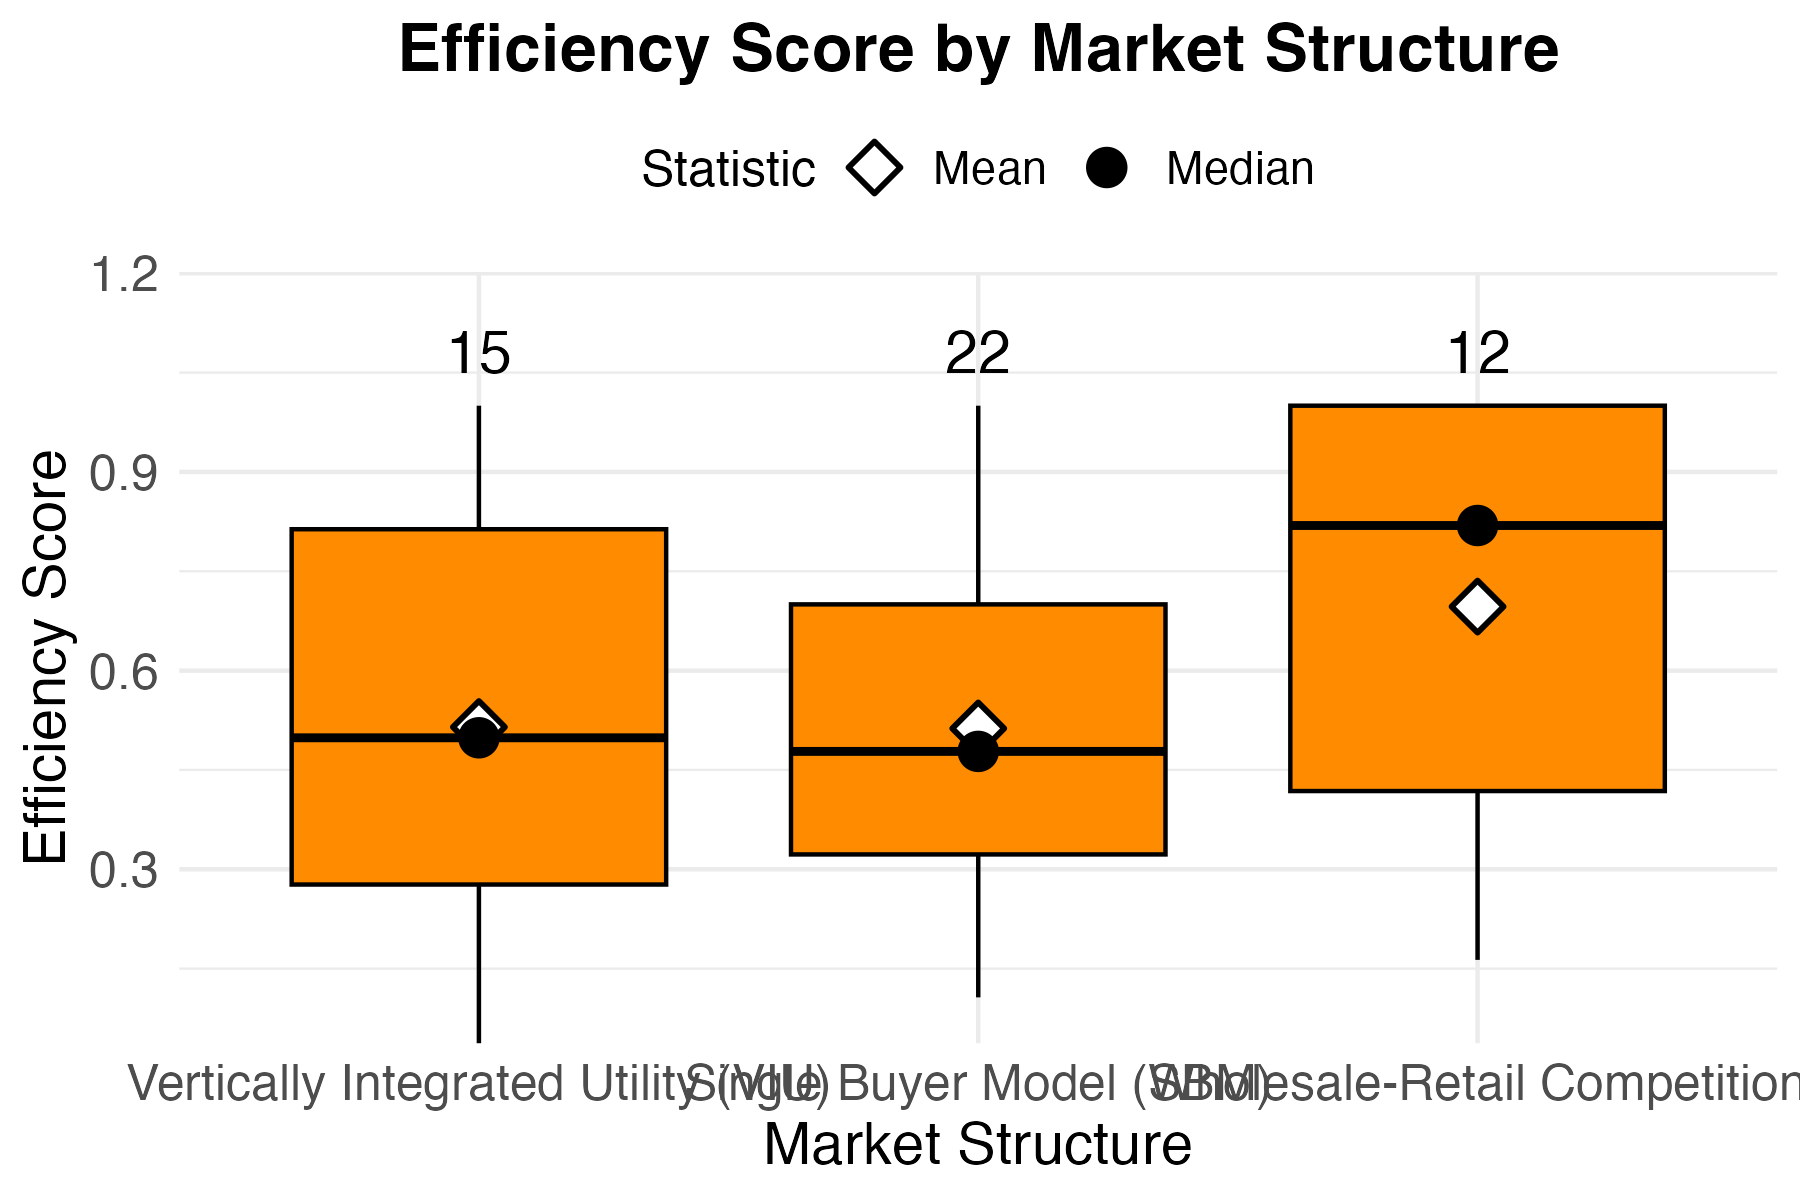 Efficiency Score by Market Structure
Statistic Mean Median
1.2
15 22 12
0.9
0.6
0.3
Efficiency Score
Vertically Integrated Utility (VIU) Single Buyer Model (SBM) Wholesale-Retail Competition
Market Structure